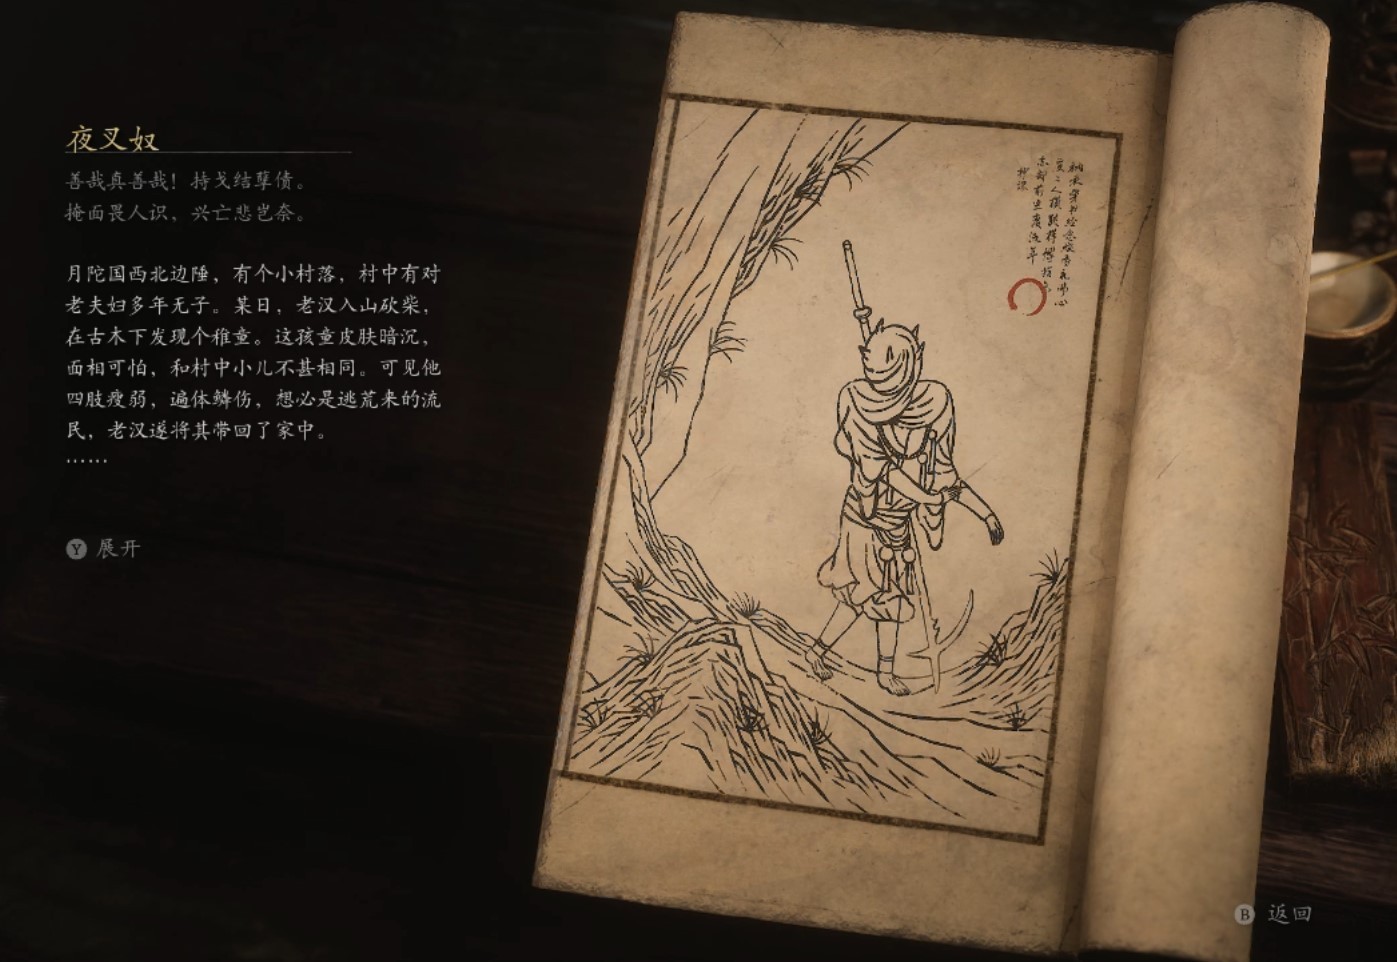 夜叉奴
善哉真善哉！持戈结孽债。
掩面畏人识，兴亡悲岂奈。
月陀国西北边陲，有个小村落，村中有对
老夫妇多年无子。某日，老汉入山砍柴，
在古木下发现个稚童。这孩童皮肤暗沉，
面相可怕，和村中小儿不甚相同。可见他
四肢瘦弱，遍体鳞伤，想必是逃荒来的流
民，老汉遂将其带回了家中。
……
Y 展开
B 返回